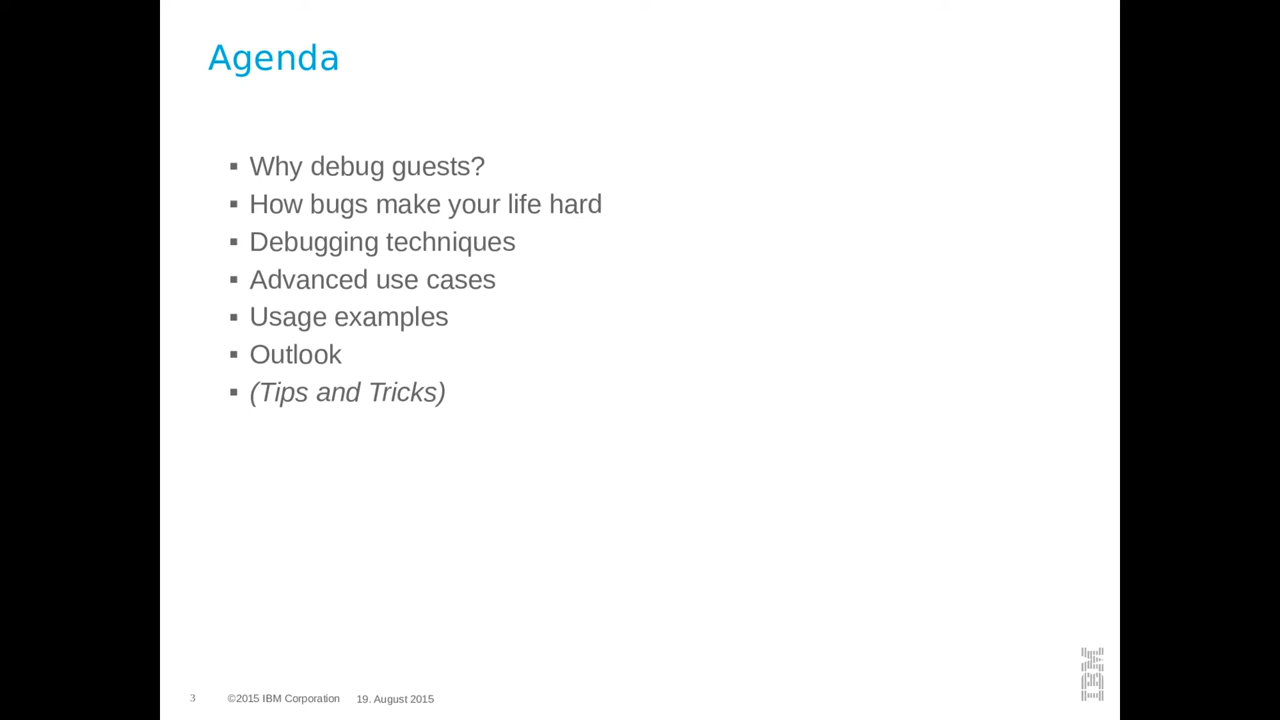 Agenda
▪ Why debug guests?
▪ How bugs make your life hard
▪ Debugging techniques
▪ Advanced use cases
▪ Usage examples
▪ Outlook
▪ (Tips and Tricks)
IBM
3 ©2015 IBM Corporation 19. August 2015